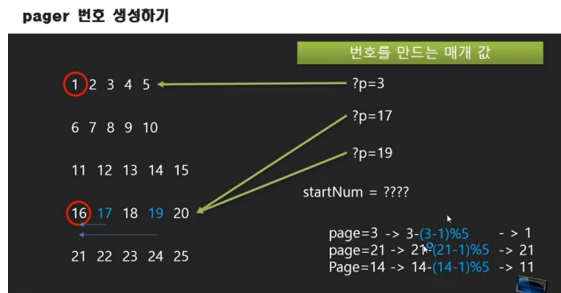 pager 번호 생성하기
번호를 만드는 매개 값
1 2 3 4 5
?p=3
?p=17
6 7 8 9 10
?p=19
11 12 13 14 15
startNum = ????
16 17 18 19 20
page=3 -> 3-(3-1)%5 - > 1
page=21 -> 21-(21-1)%5 -> 21
Page=14 -> 14-(14-1)%5 -> 11
21 22 23 24 25